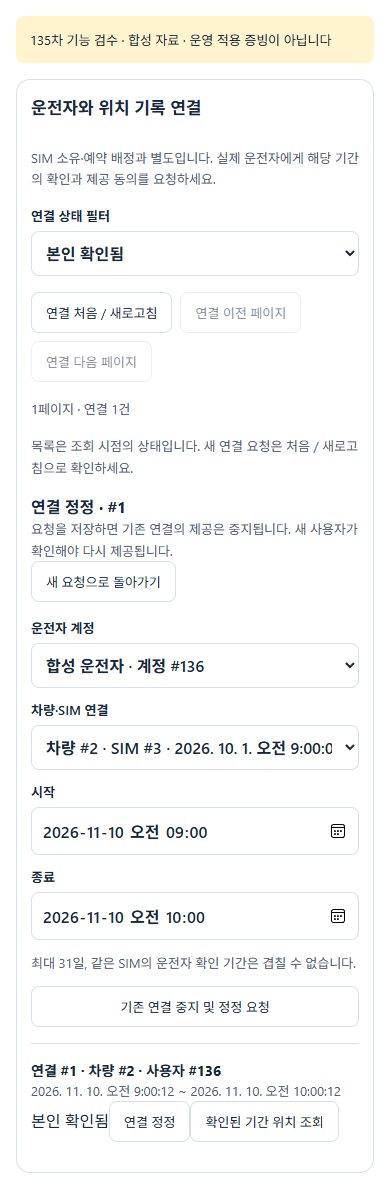 135차 기능 검수 · 합성 자료 · 운영 적용 증빙이 아닙니다
운전자와 위치 기록 연결
SIM 소유·예약 배정과 별도입니다. 실제 운전자에게 해당 기간
의 확인과 제공 동의를 요청하세요.
연결 상태 필터
본인 확인됨
연결 처음 / 새로고침
연결 이전 페이지
연결 다음 페이지
1페이지 · 연결 1건
목록은 조회 시점의 상태입니다. 새 연결 요청은 처음 / 새로고
침으로 확인하세요.
연결 정정 · #1
요청을 저장하면 기존 연결의 제공은 중지됩니다. 새 사용자가
확인해야 다시 제공됩니다.
새 요청으로 돌아가기
운전자 계정
합성 운전자 · 계정 #136
차량·SIM 연결
차량 #2 · SIM #3 · 2026. 10. 1. 오전 9:00:0
시작
2026-11-10 오전 09:00
종료
2026-11-10 오전 10:00
최대 31일, 같은 SIM의 운전자 확인 기간은 겹칠 수 없습니다.
기존 연결 중지 및 정정 요청
연결 #1 · 차량 #2 · 사용자 #136
2026. 11. 10. 오전 9:00:12 ~ 2026. 11. 10. 오전 10:00:12
본인 확인됨
연결 정정
확인된 기간 위치 조회